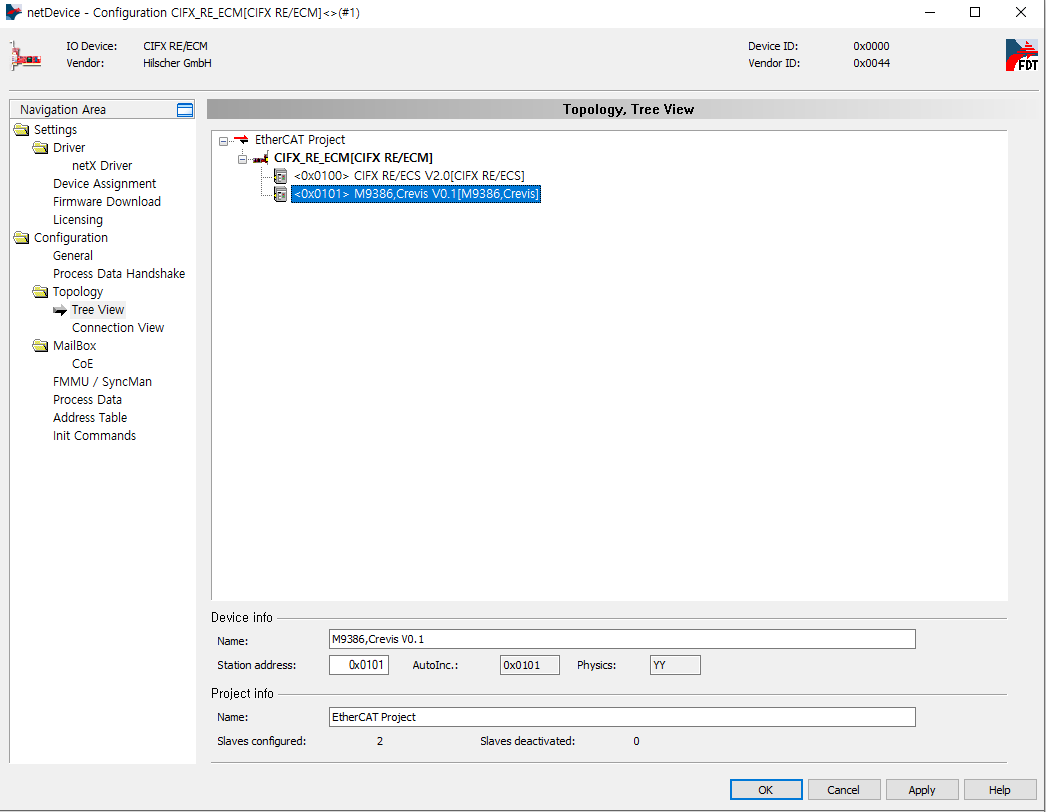 netDevice - Configuration CIFX_RE_ECM[CIFX RE/ECM]<>(#1)
IO Device: CIFX RE/ECM Device ID: 0x0000
Vendor: Hilscher GmbH Vendor ID: 0x0044
FDT
Navigation Area
Settings
Driver
netX Driver
Device Assignment
Firmware Download
Licensing
Configuration
General
Process Data Handshake
Topology
Tree View
Connection View
MailBox
CoE
FMMU / SyncMan
Process Data
Address Table
Init Commands
Topology, Tree View
EtherCAT Project
CIFX_RE_ECM[CIFX RE/ECM]
<0x0100> CIFX RE/ECS V2.0[CIFX RE/ECS]
<0x0101> M9386,Crevis V0.1[M9386,Crevis]
Device info
Name: M9386,Crevis V0.1
Station address: 0x0101 AutoInc.: 0x0101 Physics: YY
Project info
Name: EtherCAT Project
Slaves configured: 2 Slaves deactivated: 0
OK Cancel Apply Help